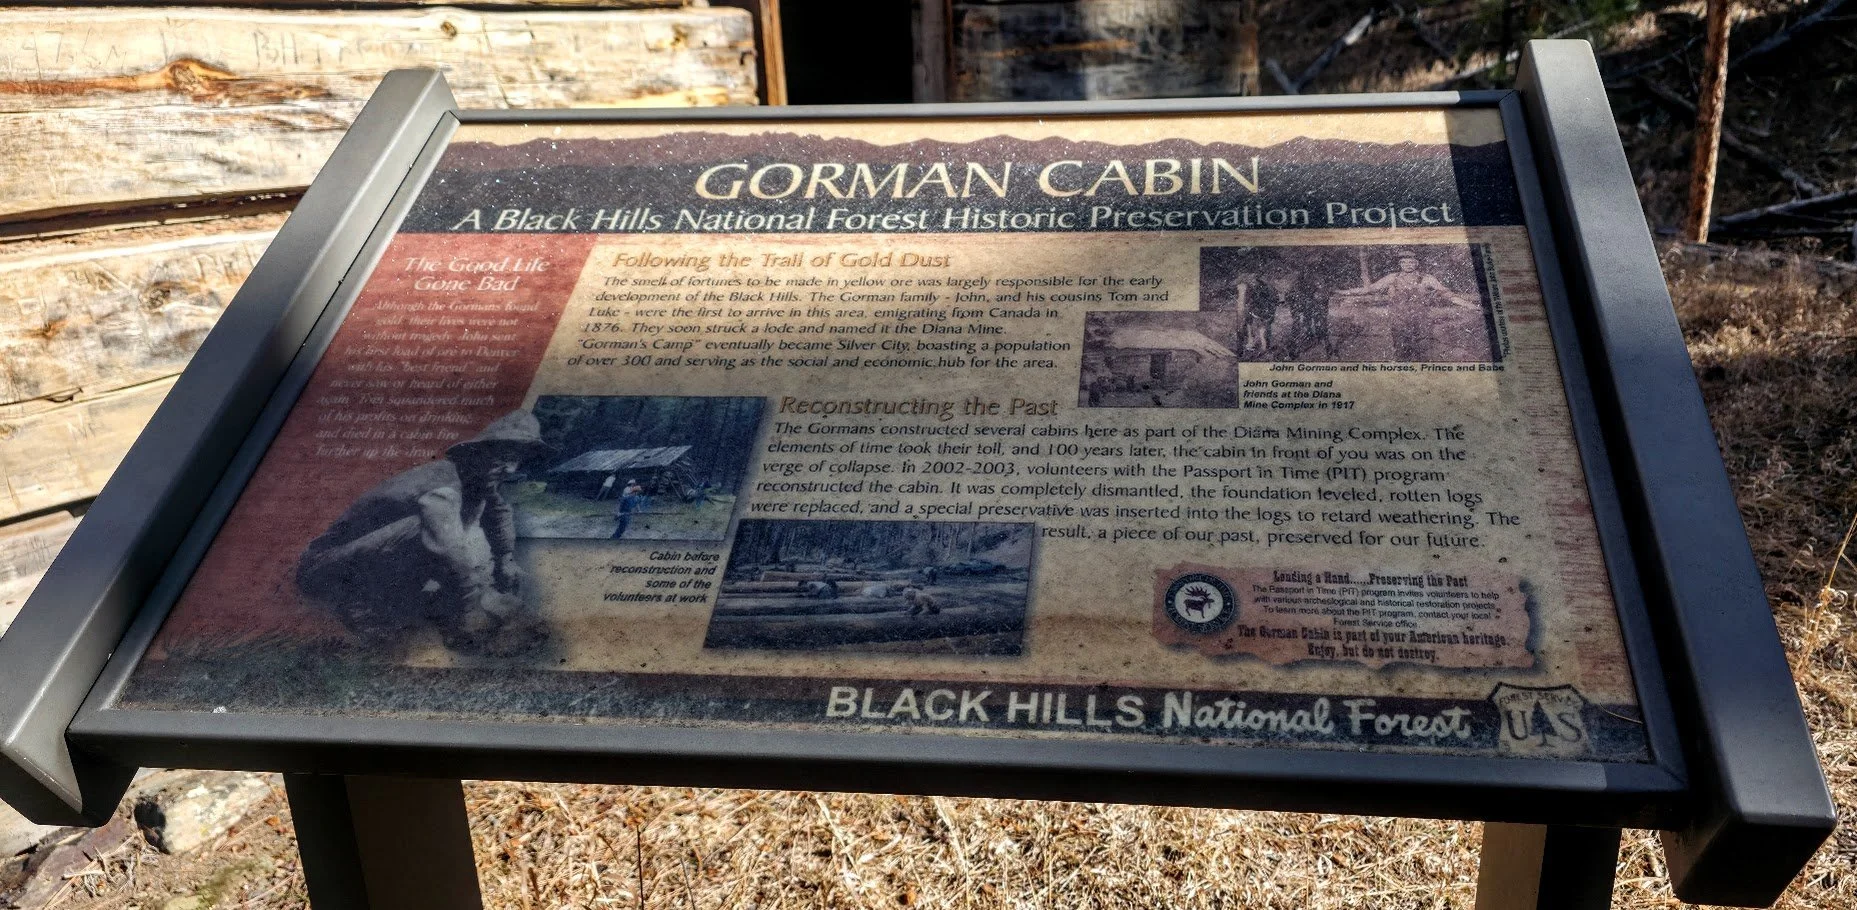 GORMAN CABIN
A Black Hills National Forest Historic Preservation Project
The Good Life
Gone Bad
Although the Gormans found
gold, their lives were not
without tragedy. John sent
his first load of ore to Denver
with his "best friend" and
never saw or heard of either
again. Tom squandered much
of his profits on drinking,
and died in a cabin fire
further up the draw.
Following the Trail of Gold Dust
The smell of fortunes to be made in yellow ore was largely responsible for the early
development of the Black Hills. The Gorman family - John, and his cousins Tom and
Luke - were the first to arrive in this area, emigrating from Canada in
1876. They soon struck a lode and named it the Diana Mine.
"Gorman's Camp" eventually became Silver City, boasting a population
of over 300 and serving as the social and economic hub for the area.
John Gorman and his horses, Prince and Babe
John Gorman and
friends at the Diana
Mine Complex in 1917
Reconstructing the Past
The Gormans constructed several cabins here as part of the Diana Mining Complex. The
elements of time took their toll, and 100 years later, the cabin in front of you was on the
verge of collapse. In 2002-2003, volunteers with the Passport in Time (PIT) program
reconstructed the cabin. It was completely dismantled, the foundation leveled, rotten logs
were replaced, and a special preservative was inserted into the logs to retard weathering. The
result, a piece of our past, preserved for our future.
Cabin before
reconstruction and
some of the
volunteers at work
Lending a Hand......Preserving the Past
The Passport in Time (PIT) program invites volunteers to help
with various archeological and historical restoration projects.
To learn more about the PIT program, contact your local
Forest Service office.
The Gorman Cabin is part of your American heritage.
Enjoy, but do not destroy.
BLACK HILLS National Forest
FOREST SERVICE
U S